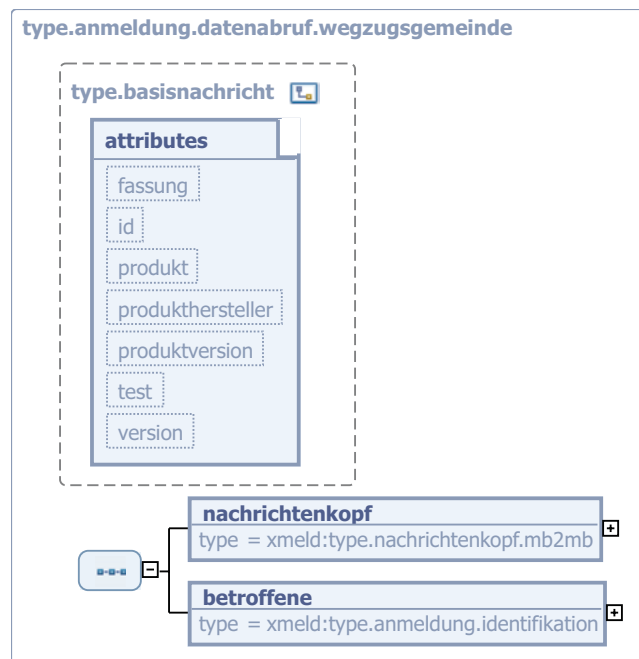 type.anmeldung.datenabruf.wegzugsgemeinde
type.basisnachricht
attributes
fassung
id
produkt
produkthersteller
produktversion
test
version
nachrichtenkopf
type = xmeld:type.nachrichtenkopf.mb2mb
betroffene
type = xmeld:type.anmeldung.identifikation